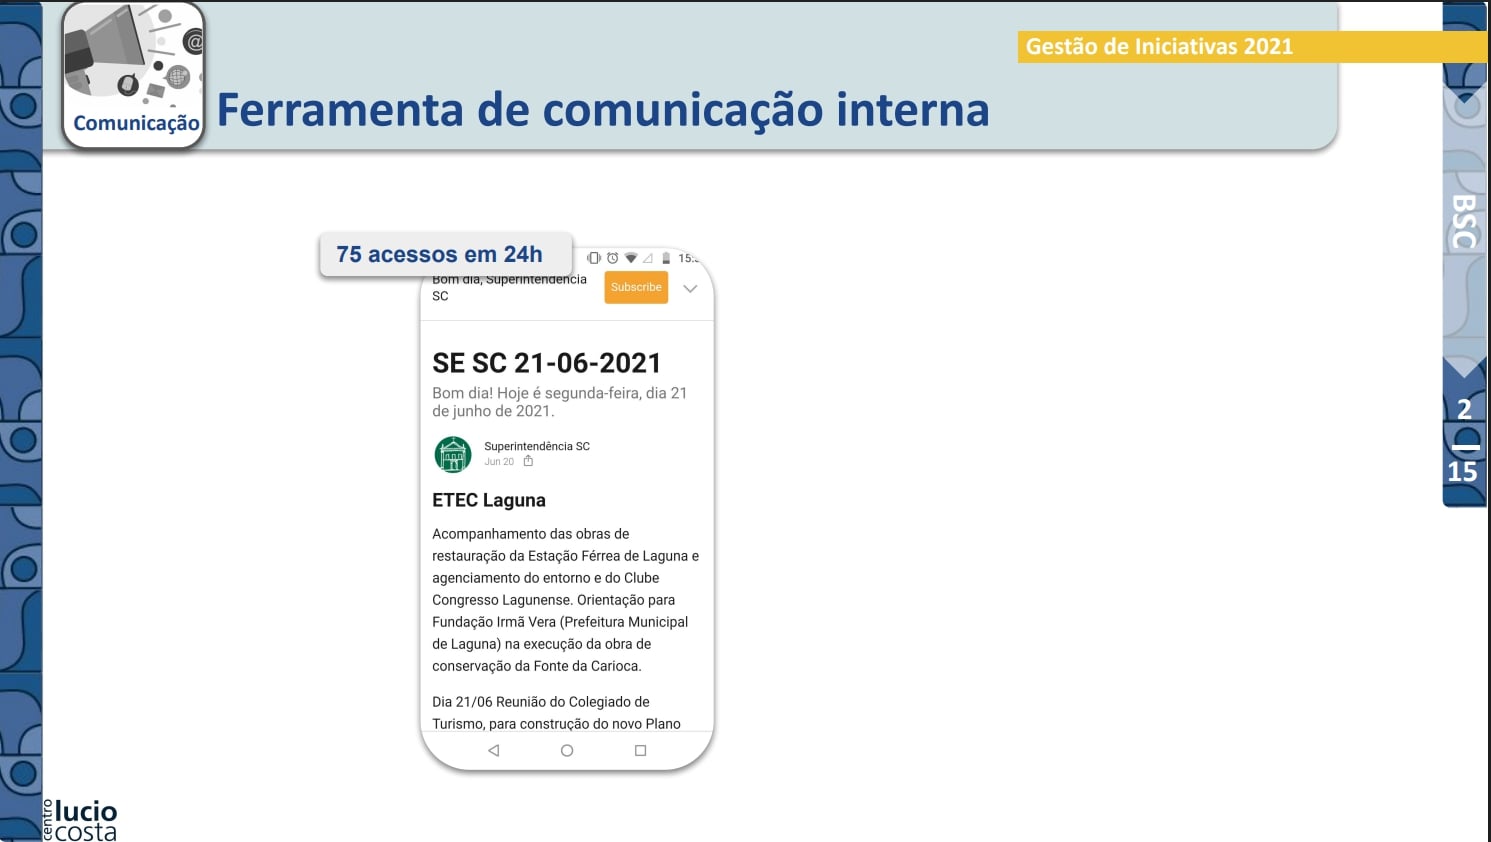 Gestão de Iniciativas 2021
Comunicação
Ferramenta de comunicação interna
BSC
2
15
75 acessos em 24h
Bom dia, Superintendência
SC
Subscribe
SE SC 21-06-2021
Bom dia! Hoje é segunda-feira, dia 21
de junho de 2021.
Superintendência SC
Jun 20
ETEC Laguna
Acompanhamento das obras de
restauração da Estação Férrea de Laguna e
agenciamento do entorno e do Clube
Congresso Lagunense. Orientação para
Fundação Irmã Vera (Prefeitura Municipal
de Laguna) na execução da obra de
conservação da Fonte da Carioca.
Dia 21/06 Reunião do Colegiado de
Turismo, para construção do novo Plano
centro
lucio
costa